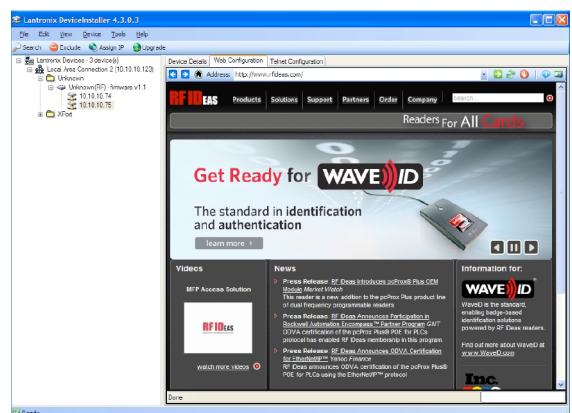 Lantronix DeviceInstaller 4.3.0.3
File Edit View Device Tools Help
Search Exclude Assign IP Upgrade
Lantronix Devices - 3 device(s)
Local Area Connection 2 (10.10.10.123)
Unknown
Unknown(RF) - firmware v1.1
10.10.10.74
10.10.10.75
XPort
Device Details Web Configuration Telnet Configuration
Address: http://www.rfideas.com/
RF IDEAS Products Solutions Support Partners Order Company Search...
Readers For All Cards
Get Ready for WAVE ID
The standard
in identification
and authentication
learn more
Videos
MFP Access Solution
RF IDEAS
watch more videos
News
Press Release: RF IDeas Introduces pcProx® Plus OEM
Module Market Watch
This reader is a new addition to the pcProx Plus product line
of dual frequency programmable readers
Press Release: RF IDeas Announces Participation in
Rockwell Automation Encompass™ Partner Program GMT
ODVA certification of the pcProx Plus® POE for PLCs
protocol has enabled RF IDeas membership in this program.
Press Release: RF IDeas Announces ODVA Certification
for EtherNet/IP™ Yahoo Finance
RF IDeas announces ODVA certification of the pcProx Plus®
POE for PLCs using the EtherNet/IP™ protocol
Information for:
WAVE ID®
WaveID is the standard,
enabling badge-based
identification solutions
powered by RF IDeas readers.
Find out more about WaveID at
www.WaveID.com
Inc.
Done
Ready